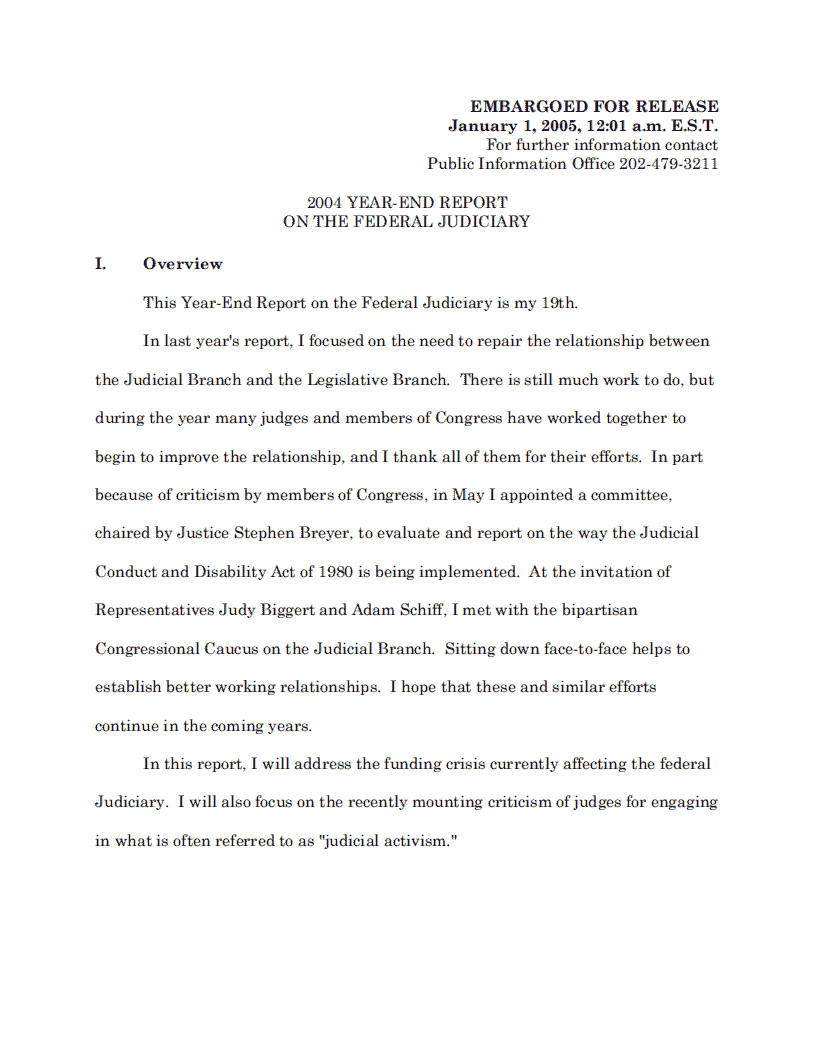 EMBARGOED FOR RELEASE
January 1, 2005, 12:01 a.m. E.S.T.
For further information contact
Public Information Office 202-479-3211
2004 YEAR-END REPORT
ON THE FEDERAL JUDICIARY
I. Overview
This Year-End Report on the Federal Judiciary is my 19th.
In last year's report, I focused on the need to repair the relationship between
the Judicial Branch and the Legislative Branch.  There is still much work to do, but
during the year many judges and members of Congress have worked together to
begin to improve the relationship, and I thank all of them for their efforts.  In part
because of criticism by members of Congress, in May I appointed a committee,
chaired by Justice Stephen Breyer, to evaluate and report on the way the Judicial
Conduct and Disability Act of 1980 is being implemented.  At the invitation of
Representatives Judy Biggert and Adam Schiff, I met with the bipartisan
Congressional Caucus on the Judicial Branch.  Sitting down face-to-face helps to
establish better working relationships.  I hope that these and similar efforts
continue in the coming years.
In this report, I will address the funding crisis currently affecting the federal
Judiciary.  I will also focus on the recently mounting criticism of judges for engaging
in what is often referred to as "judicial activism."